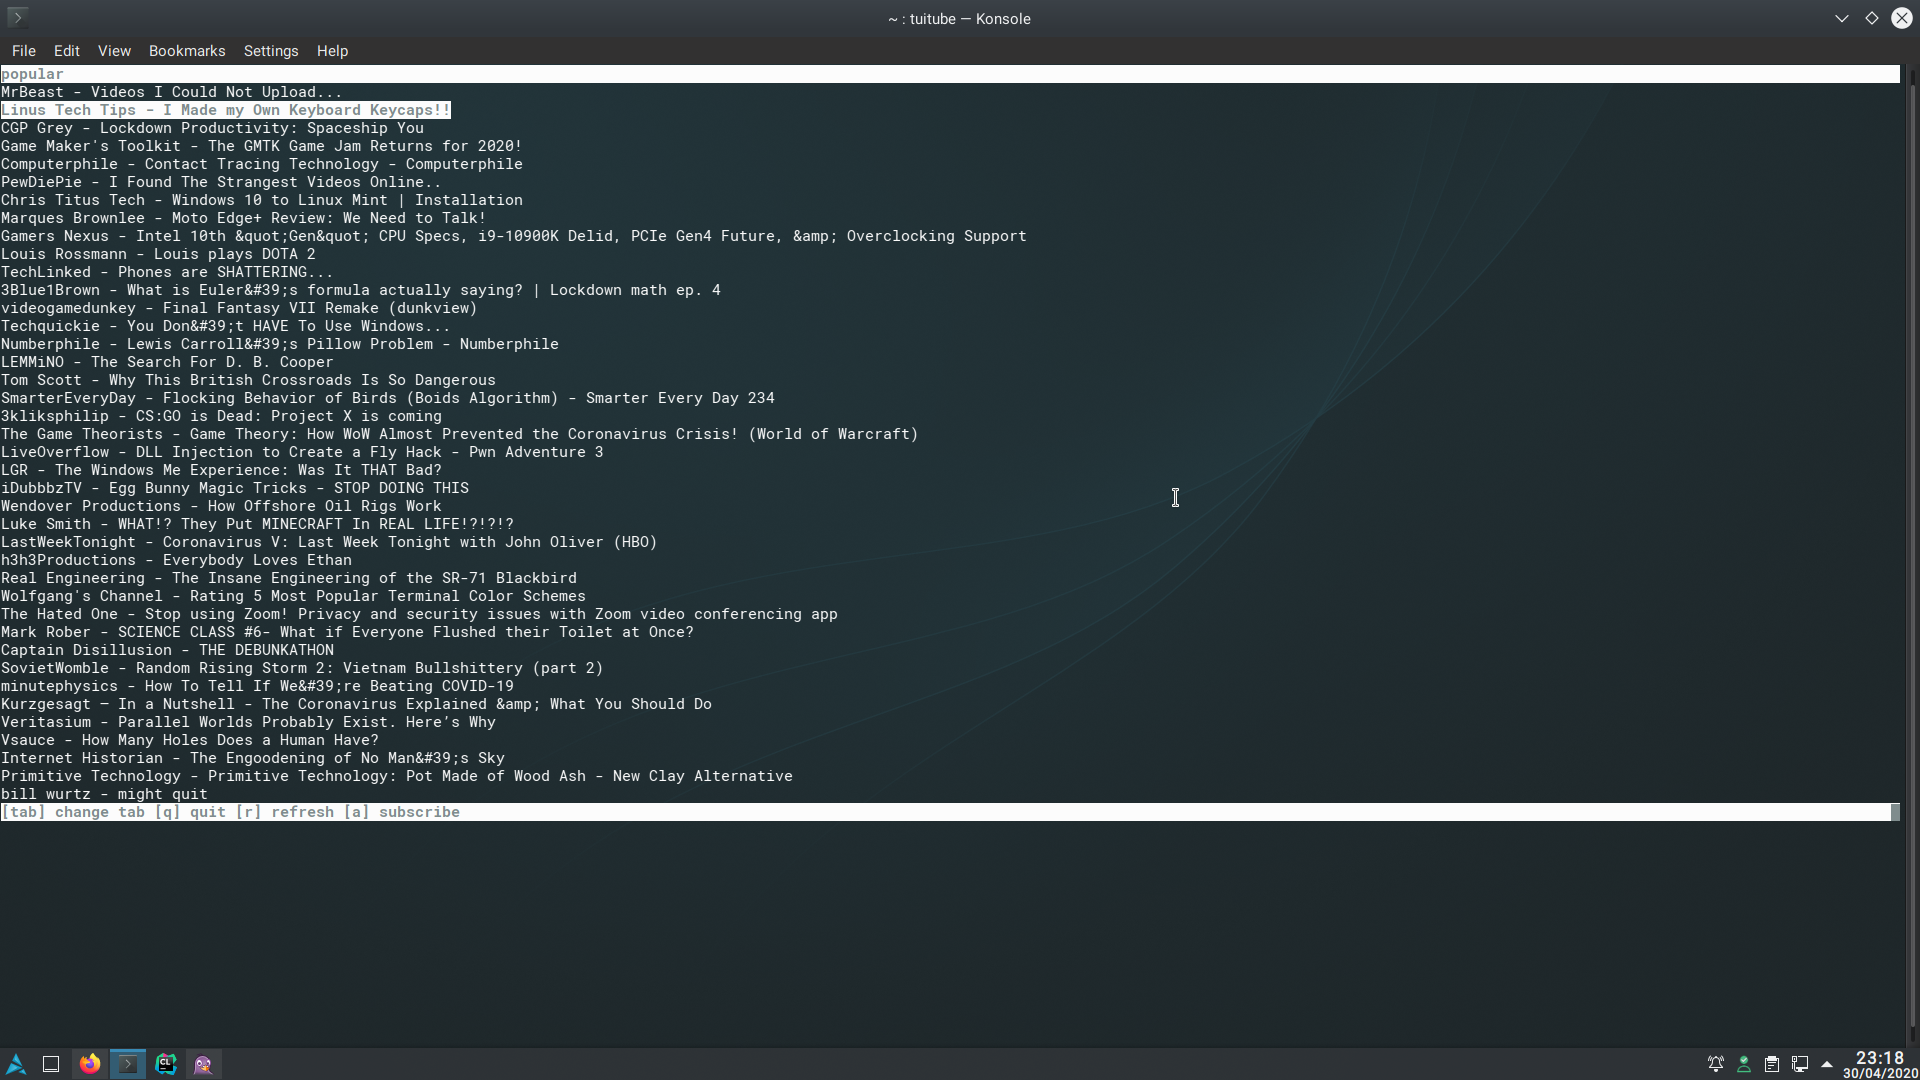 ~ : tuitube — Konsole
File Edit View Bookmarks Settings Help
popular
MrBeast - Videos I Could Not Upload...
Linus Tech Tips - I Made my Own Keyboard Keycaps!!
CGP Grey - Lockdown Productivity: Spaceship You
Game Maker's Toolkit - The GMTK Game Jam Returns for 2020!
Computerphile - Contact Tracing Technology - Computerphile
PewDiePie - I Found The Strangest Videos Online..
Chris Titus Tech - Windows 10 to Linux Mint | Installation
Marques Brownlee - Moto Edge+ Review: We Need to Talk!
Gamers Nexus - Intel 10th &quot;Gen&quot; CPU Specs, i9-10900K Delid, PCIe Gen4 Future, &amp; Overclocking Support
Louis Rossmann - Louis plays DOTA 2
TechLinked - Phones are SHATTERING...
3Blue1Brown - What is Euler&#39;s formula actually saying? | Lockdown math ep. 4
videogamedunkey - Final Fantasy VII Remake (dunkview)
Techquickie - You Don&#39;t HAVE To Use Windows...
Numberphile - Lewis Carroll&#39;s Pillow Problem - Numberphile
LEMMiNO - The Search For D. B. Cooper
Tom Scott - Why This British Crossroads Is So Dangerous
SmarterEveryDay - Flocking Behavior of Birds (Boids Algorithm) - Smarter Every Day 234
3kliksphilip - CS:GO is Dead: Project X is coming
The Game Theorists - Game Theory: How WoW Almost Prevented the Coronavirus Crisis! (World of Warcraft)
LiveOverflow - DLL Injection to Create a Fly Hack - Pwn Adventure 3
LGR - The Windows Me Experience: Was It THAT Bad?
iDubbbzTV - Egg Bunny Magic Tricks - STOP DOING THIS
Wendover Productions - How Offshore Oil Rigs Work
Luke Smith - WHAT!? They Put MINECRAFT In REAL LIFE!?!?!?
LastWeekTonight - Coronavirus V: Last Week Tonight with John Oliver (HBO)
h3h3Productions - Everybody Loves Ethan
Real Engineering - The Insane Engineering of the SR-71 Blackbird
Wolfgang's Channel - Rating 5 Most Popular Terminal Color Schemes
The Hated One - Stop using Zoom! Privacy and security issues with Zoom video conferencing app
Mark Rober - SCIENCE CLASS #6- What if Everyone Flushed their Toilet at Once?
Captain Disillusion - THE DEBUNKATHON
SovietWomble - Random Rising Storm 2: Vietnam Bullshittery (part 2)
minutephysics - How To Tell If We&#39;re Beating COVID-19
Kurzgesagt – In a Nutshell - The Coronavirus Explained &amp; What You Should Do
Veritasium - Parallel Worlds Probably Exist. Here’s Why
Vsauce - How Many Holes Does a Human Have?
Internet Historian - The Engoodening of No Man&#39;s Sky
Primitive Technology - Primitive Technology: Pot Made of Wood Ash - New Clay Alternative
bill wurtz - might quit
[tab] change tab [q] quit [r] refresh [a] subscribe
CL
23:18
30/04/2020